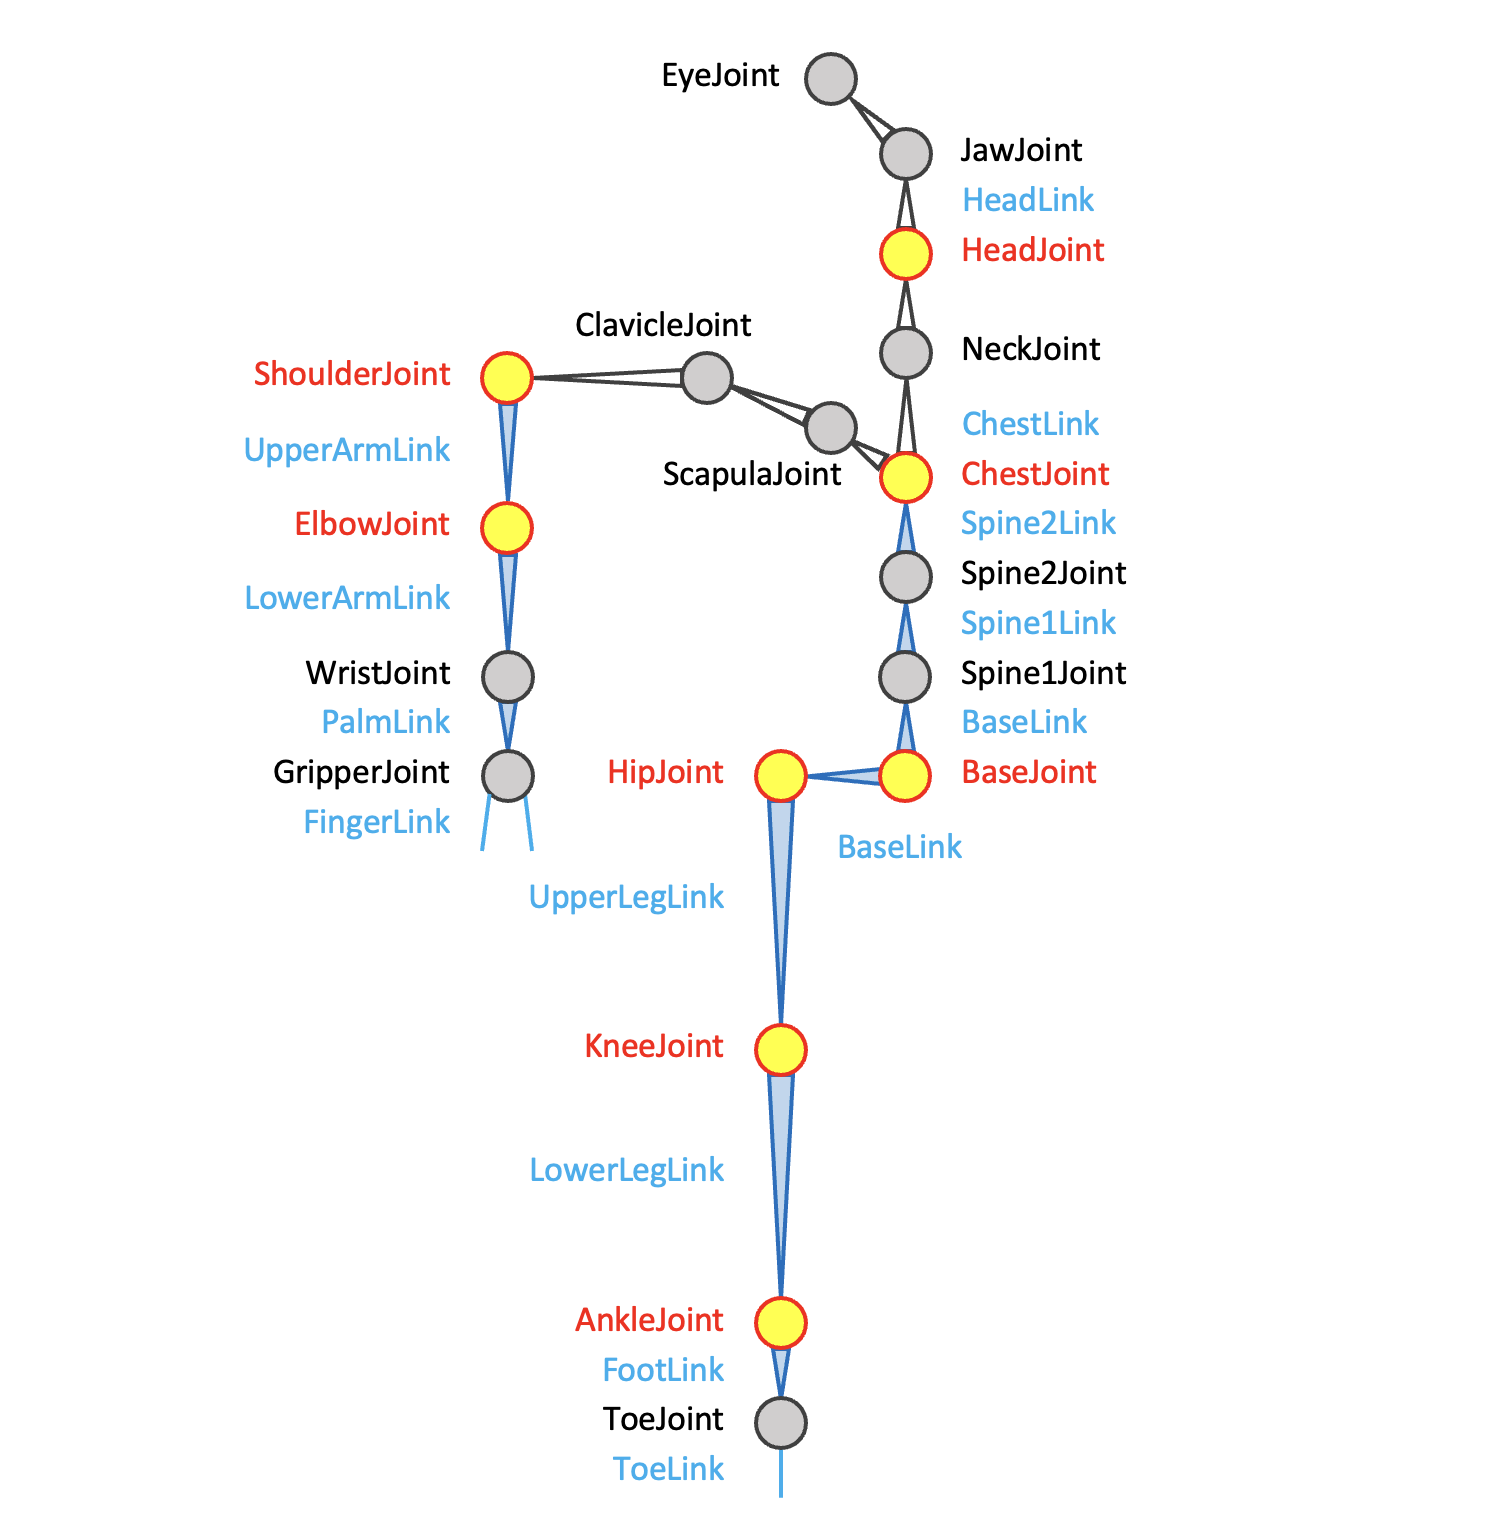 EyeJoint
JawJoint
HeadLink
HeadJoint
ClavicleJoint
NeckJoint
ShoulderJoint
ChestLink
UpperArmLink
ScapulaJoint
ChestJoint
ElbowJoint
Spine2Link
Spine2Joint
LowerArmLink
Spine1Link
WristJoint
Spine1Joint
PalmLink
BaseLink
GripperJoint
HipJoint
BaseJoint
FingerLink
BaseLink
UpperLegLink
KneeJoint
LowerLegLink
AnkleJoint
FootLink
ToeJoint
ToeLink